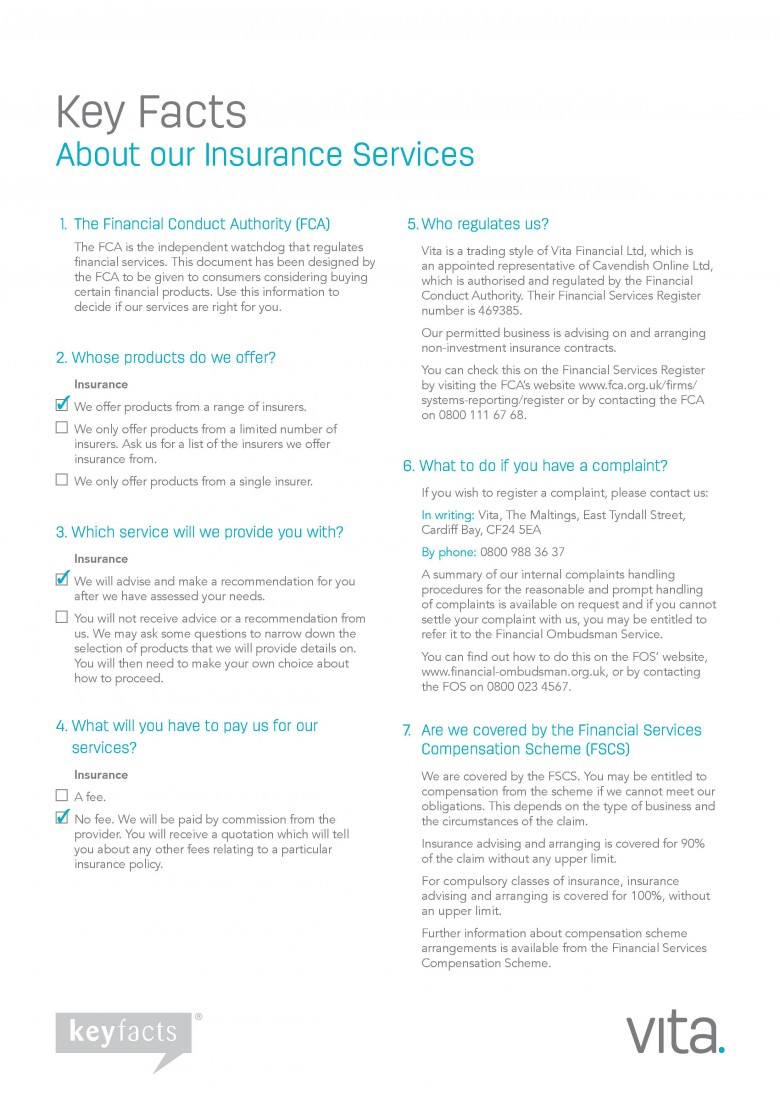 Key Facts
About our Insurance Services
1. The Financial Conduct Authority (FCA)
The FCA is the independent watchdog that regulates
financial services. This document has been designed by
the FCA to be given to consumers considering buying
certain financial products. Use this information to
decide if our services are right for you.
2. Whose products do we offer?
Insurance
We offer products from a range of insurers.
We only offer products from a limited number of
insurers. Ask us for a list of the insurers we offer
insurance from.
We only offer products from a single insurer.
3. Which service will we provide you with?
Insurance
We will advise and make a recommendation for you
after we have assessed your needs.
You will not receive advice or a recommendation from
us. We may ask some questions to narrow down the
selection of products that we will provide details on.
You will then need to make your own choice about
how to proceed.
4. What will you have to pay us for our
services?
Insurance
A fee.
No fee. We will be paid by commission from the
provider. You will receive a quotation which will tell
you about any other fees relating to a particular
insurance policy.
5. Who regulates us?
Vita is a trading style of Vita Financial Ltd, which is
an appointed representative of Cavendish Online Ltd,
which is authorised and regulated by the Financial
Conduct Authority. Their Financial Services Register
number is 469385.
Our permitted business is advising on and arranging
non-investment insurance contracts.
You can check this on the Financial Services Register
by visiting the FCA's website www.fca.org.uk/firms/
systems-reporting/register or by contacting the FCA
on 0800 111 67 68.
6. What to do if you have a complaint?
If you wish to register a complaint, please contact us:
In writing: Vita, The Maltings, East Tyndall Street,
Cardiff Bay, CF24 5EA
By phone: 0800 988 36 37
A summary of our internal complaints handling
procedures for the reasonable and prompt handling
of complaints is available on request and if you cannot
settle your complaint with us, you may be entitled to
refer it to the Financial Ombudsman Service.
You can find out how to do this on the FOS' website,
www.financial-ombudsman.org.uk, or by contacting
the FOS on 0800 023 4567.
7. Are we covered by the Financial Services
Compensation Scheme (FSCS)
We are covered by the FSCS. You may be entitled to
compensation from the scheme if we cannot meet our
obligations. This depends on the type of business and
the circumstances of the claim.
Insurance advising and arranging is covered for 90%
of the claim without any upper limit.
For compulsory classes of insurance, insurance
advising and arranging is covered for 100%, without
an upper limit.
Further information about compensation scheme
arrangements is available from the Financial Services
Compensation Scheme.
keyfacts®
vita.